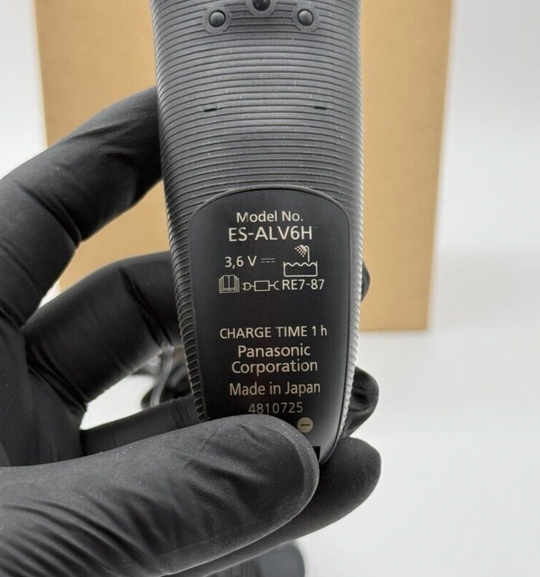 Model No.
ES-ALV6H
3,6 V
RE7-87
CHARGE TIME 1 h
Panasonic
Corporation
Made in Japan
4810725